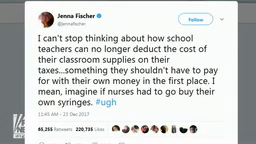 Jenna Fischer
@jennafischer
Follow
I can't stop thinking about how school
teachers can no longer deduct the cost of
their classroom supplies on their
taxes...something they shouldn't have to pay
for with their own money in the first place. I
mean, imagine if nurses had to go buy their
own syringes. #ugh
11:45 AM - 23 Dec 2017
65,255 Retweets 220,735 Likes